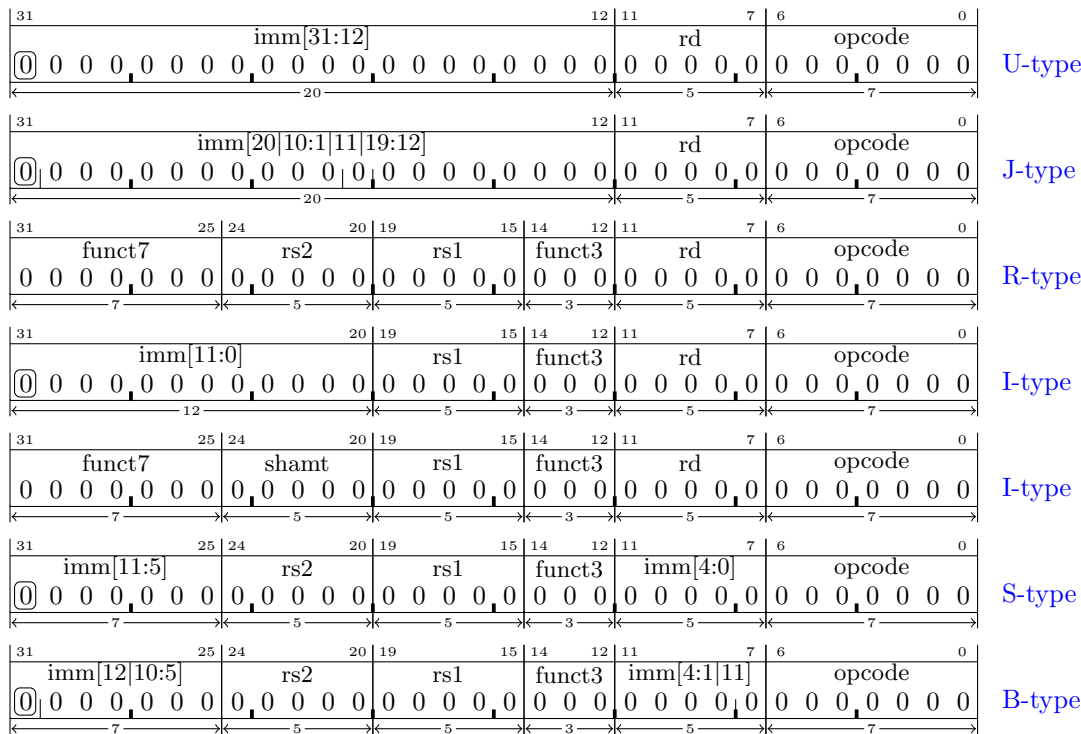 31 12 11 7 6 0
imm[31:12] rd opcode
0 0 0 0 0 0 0 0 0 0 0 0 0 0 0 0 0 0 0 0 0 0 0 0 0 0 0 0 0 0 0 0 U-type
20 5 7
31 12 11 7 6 0
imm[20|10:1|11|19:12] rd opcode
0 0 0 0 0 0 0 0 0 0 0 0 0 0 0 0 0 0 0 0 0 0 0 0 0 0 0 0 0 0 0 0 J-type
20 5 7
31 25 24 20 19 15 14 12 11 7 6 0
funct7 rs2 rs1 funct3 rd opcode
0 0 0 0 0 0 0 0 0 0 0 0 0 0 0 0 0 0 0 0 0 0 0 0 0 0 0 0 0 0 0 0 R-type
7 5 5 3 5 7
31 20 19 15 14 12 11 7 6 0
imm[11:0] rs1 funct3 rd opcode
0 0 0 0 0 0 0 0 0 0 0 0 0 0 0 0 0 0 0 0 0 0 0 0 0 0 0 0 0 0 0 0 I-type
12 5 3 5 7
31 25 24 20 19 15 14 12 11 7 6 0
funct7 shamt rs1 funct3 rd opcode
0 0 0 0 0 0 0 0 0 0 0 0 0 0 0 0 0 0 0 0 0 0 0 0 0 0 0 0 0 0 0 0 I-type
7 5 5 3 5 7
31 25 24 20 19 15 14 12 11 7 6 0
imm[11:5] rs2 rs1 funct3 imm[4:0] opcode
0 0 0 0 0 0 0 0 0 0 0 0 0 0 0 0 0 0 0 0 0 0 0 0 0 0 0 0 0 0 0 0 S-type
7 5 5 3 5 7
31 25 24 20 19 15 14 12 11 7 6 0
imm[12|10:5] rs2 rs1 funct3 imm[4:1|11] opcode
0 0 0 0 0 0 0 0 0 0 0 0 0 0 0 0 0 0 0 0 0 0 0 0 0 0 0 0 0 0 0 0 B-type
7 5 5 3 5 7